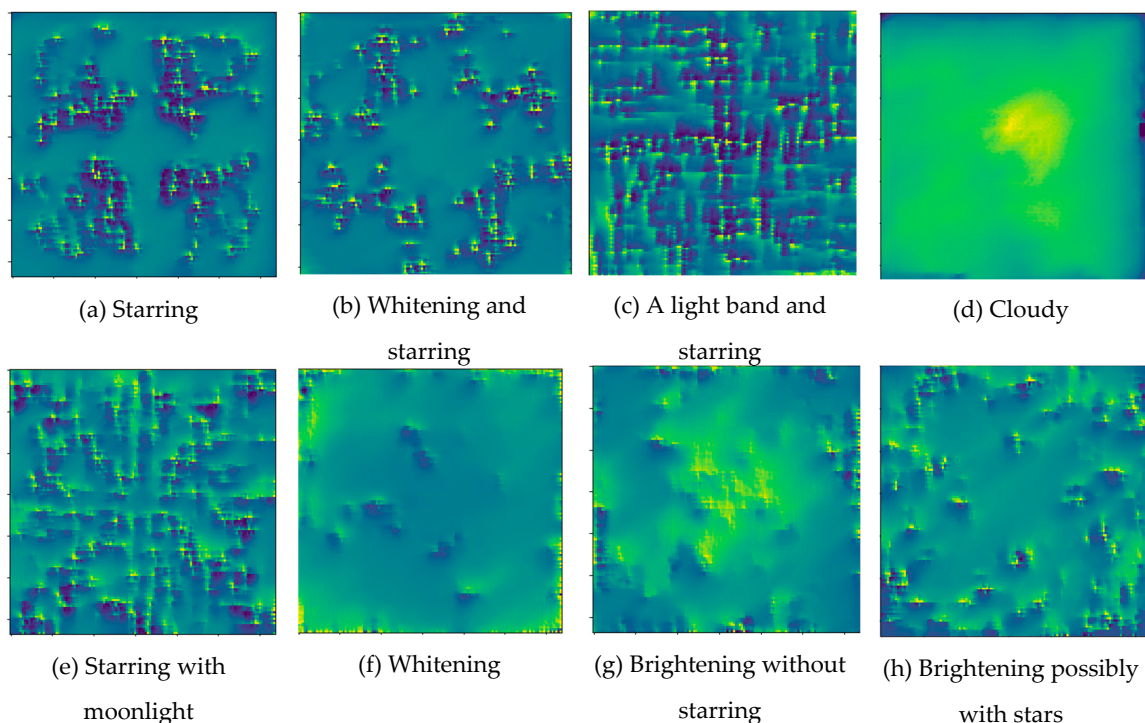 (a) Starring
(b) Whitening and
starring
(c) A light band and
starring
(d) Cloudy
(e) Starring with
moonlight
(f) Whitening
(g) Brightening without
starring
(h) Brightening possibly
with stars